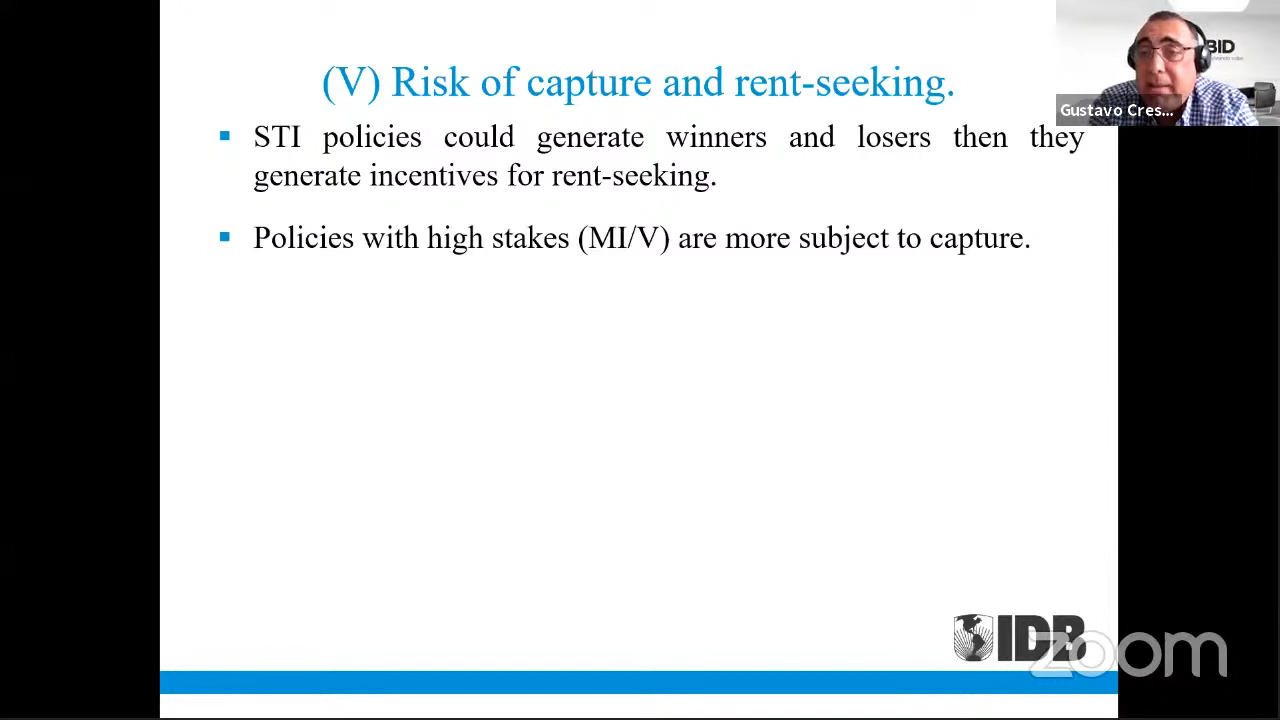 (V) Risk of capture and rent-seeking.
STI policies could generate winners and losers then they
generate incentives for rent-seeking.
Policies with high stakes (MI/V) are more subject to capture.
BID
Gustavo Cres...
IDB
zoom